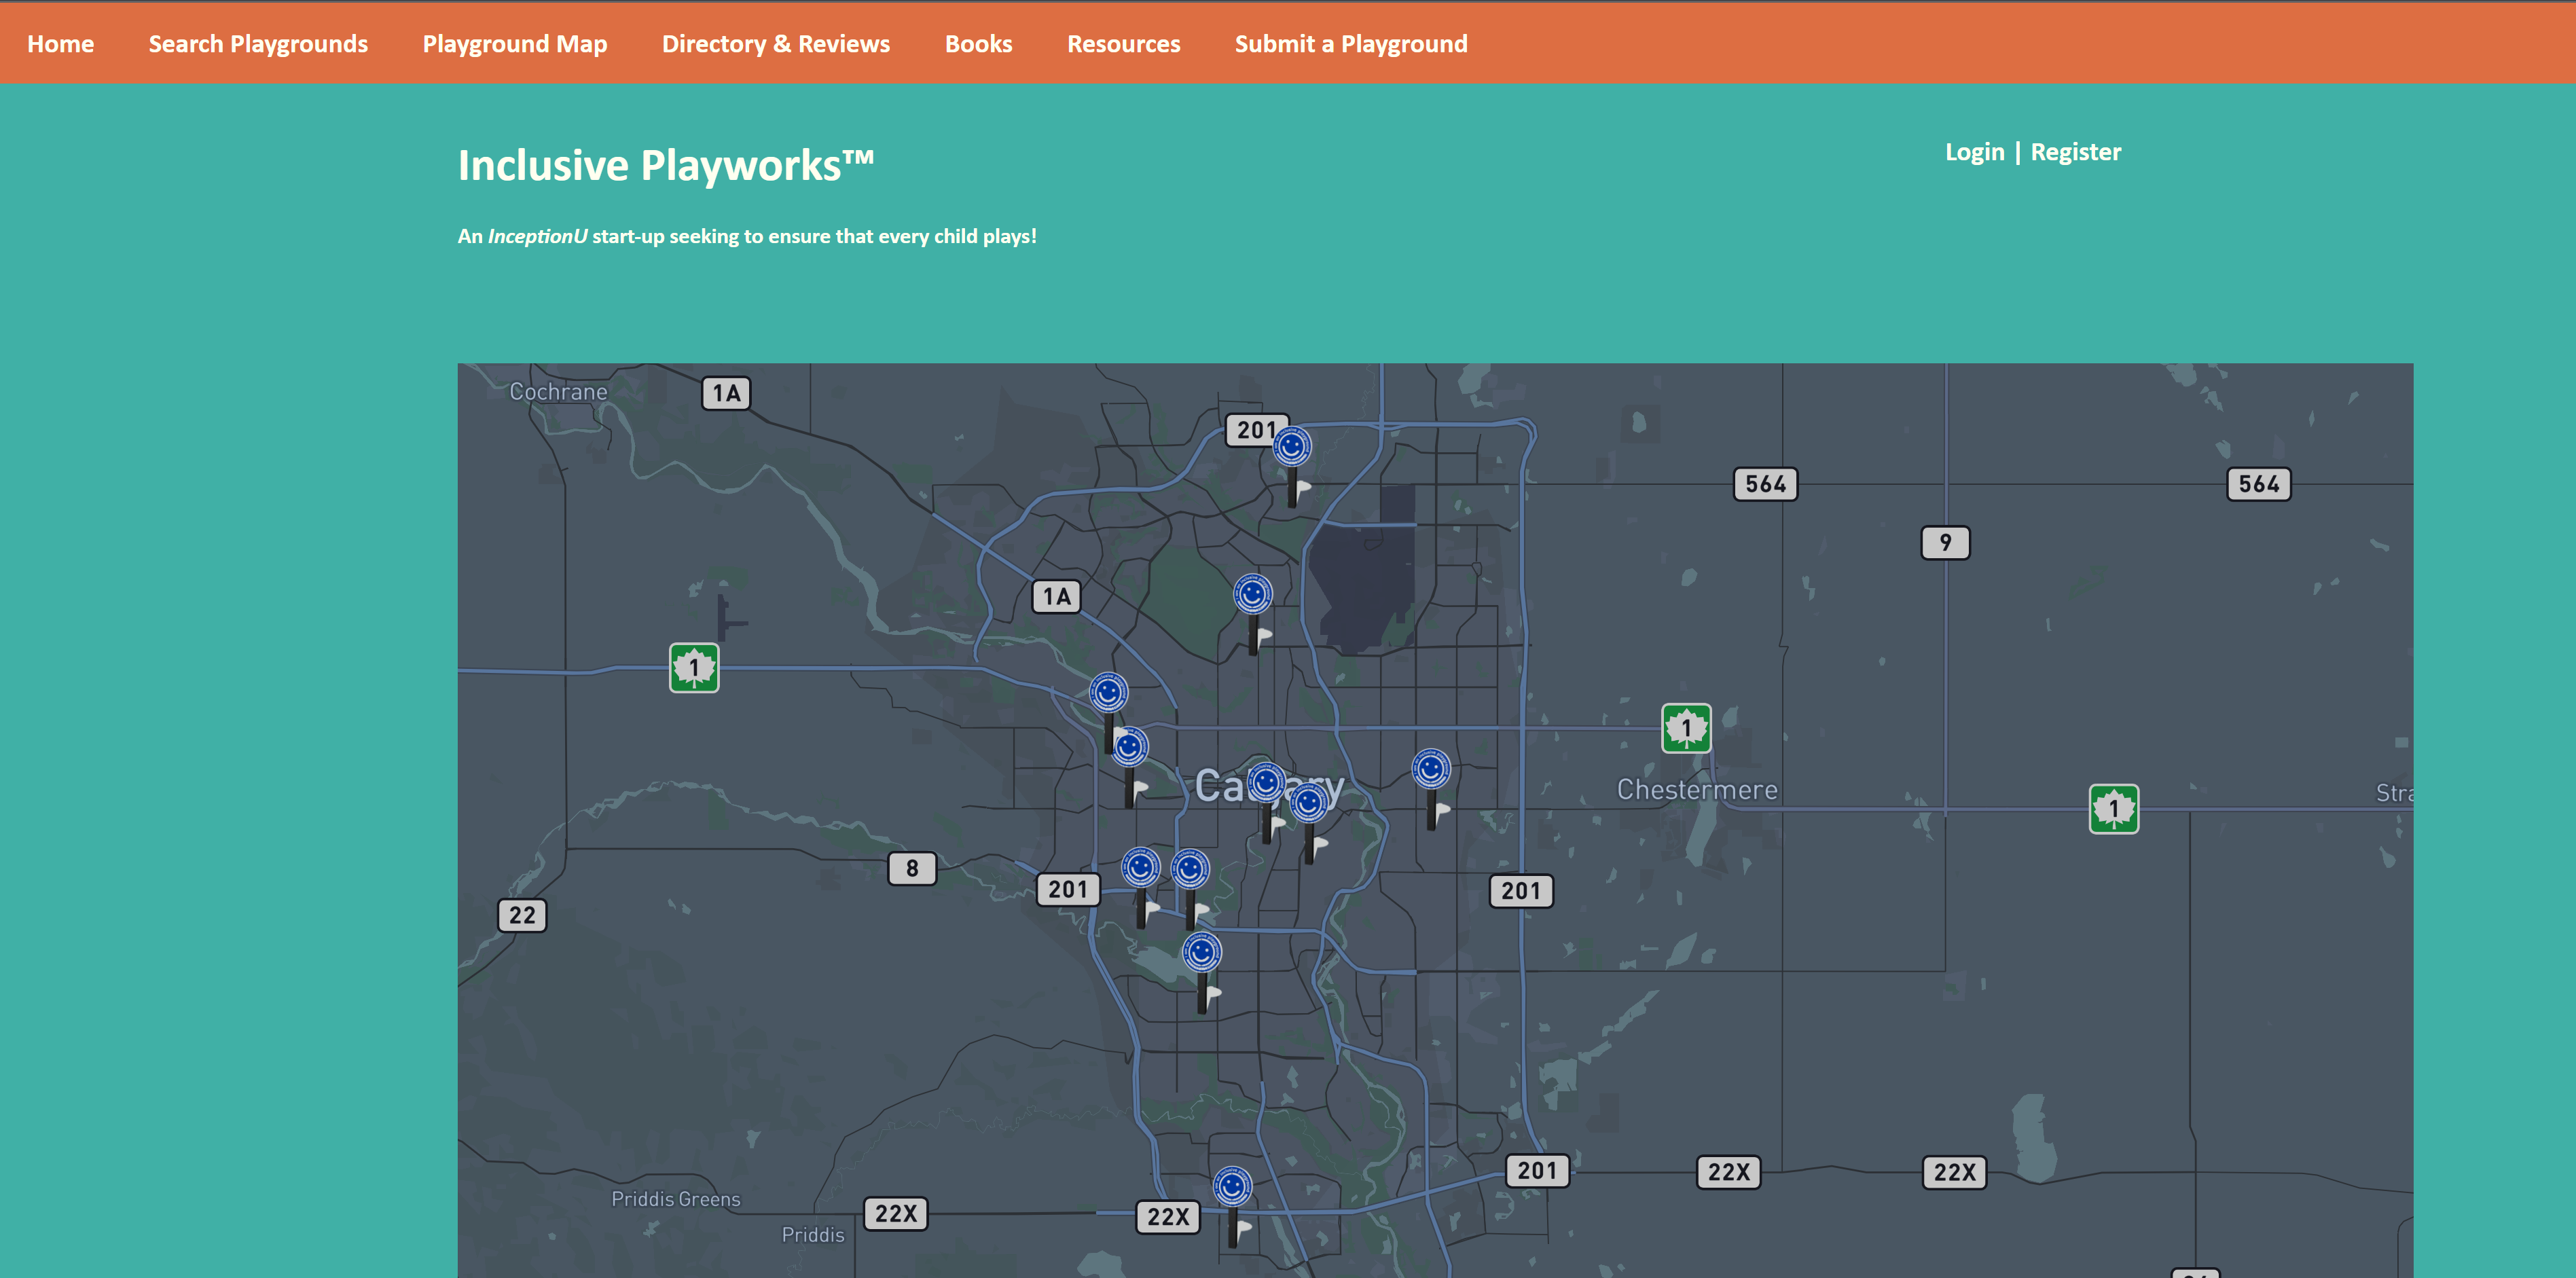 Home Search Playgrounds Playground Map Directory & Reviews Books Resources Submit a Playground
Inclusive Playworks™
Login | Register
An InceptionU start-up seeking to ensure that every child plays!
Cochrane
1A
201
564
564
9
1A
1
1
Calgary
Chestermere
1
8
201
201
22
201
22X
22X
Priddis Greens
22X
22X
Priddis